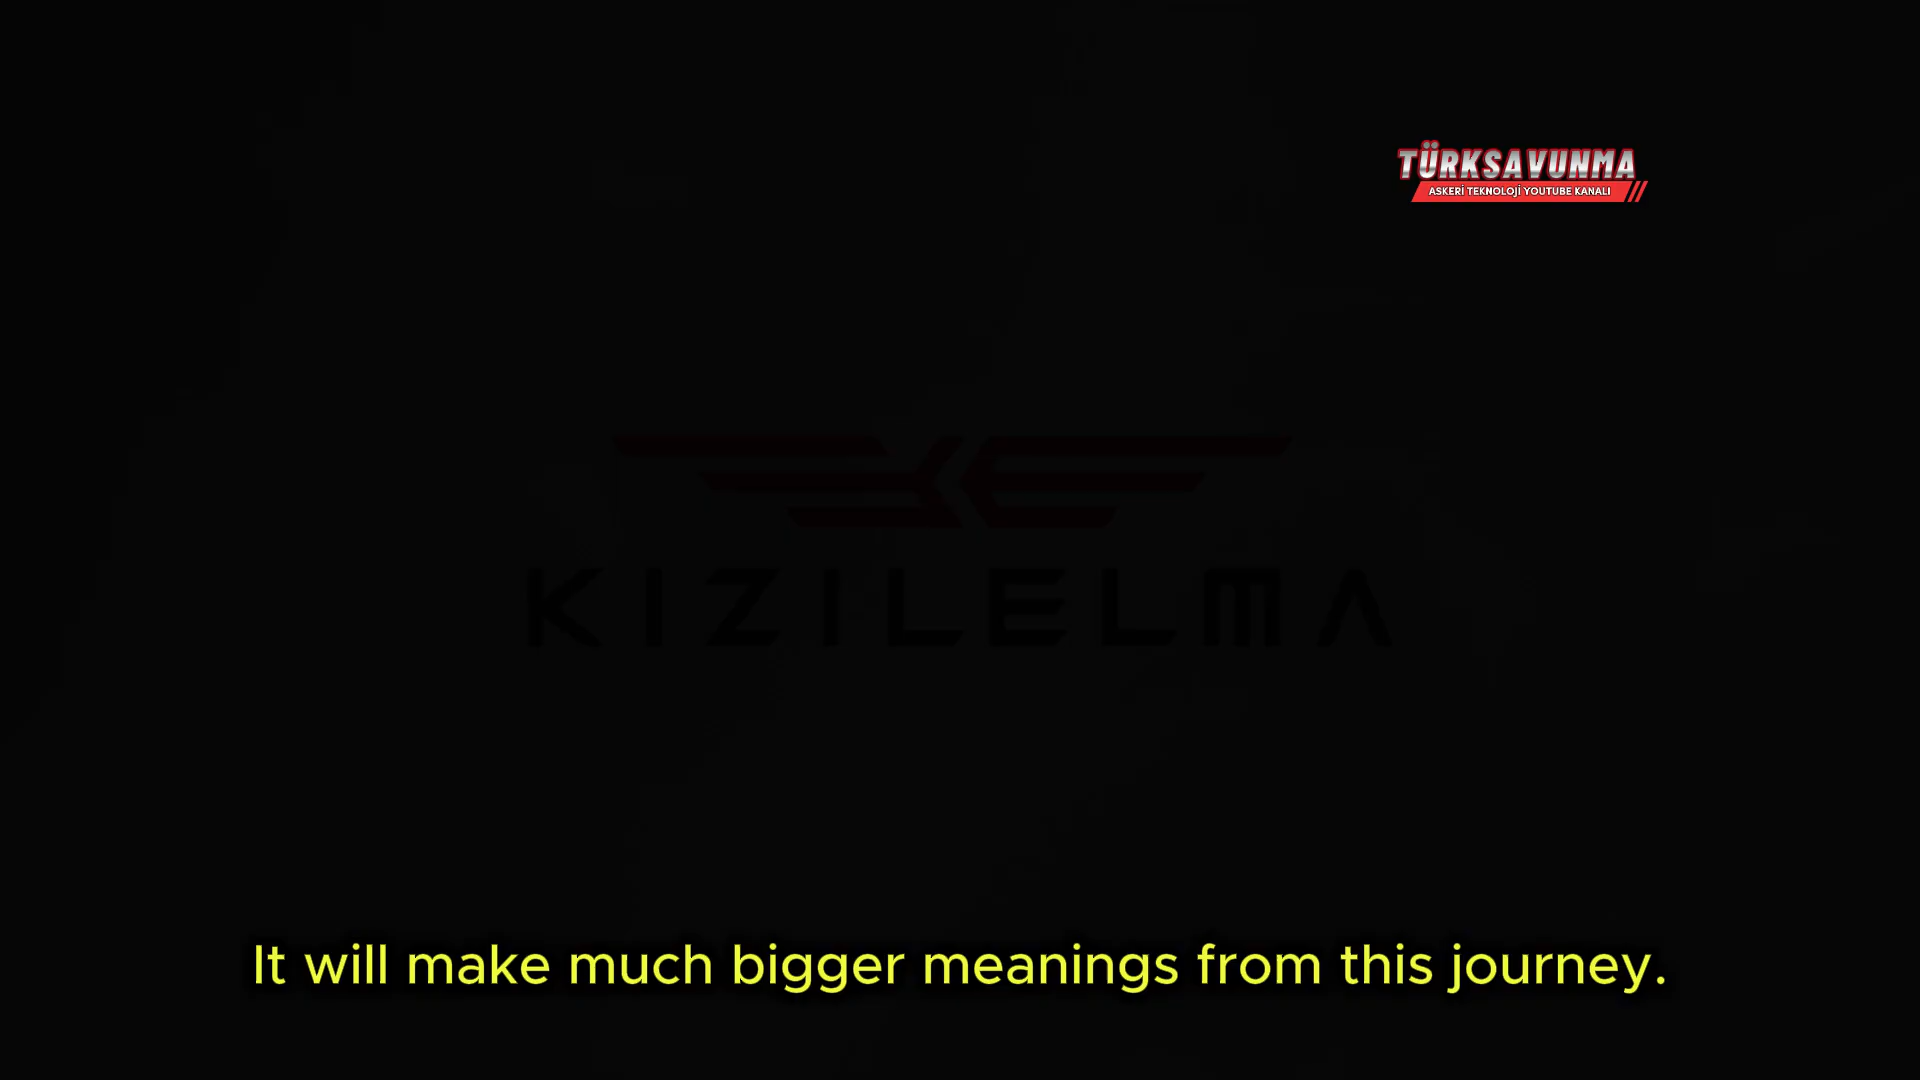 TÜRKSAVUNMA
ASKERİ TEKNOLOJİ YOUTUBE KANALI
KIZILELMA
It will make much bigger meanings from this journey.